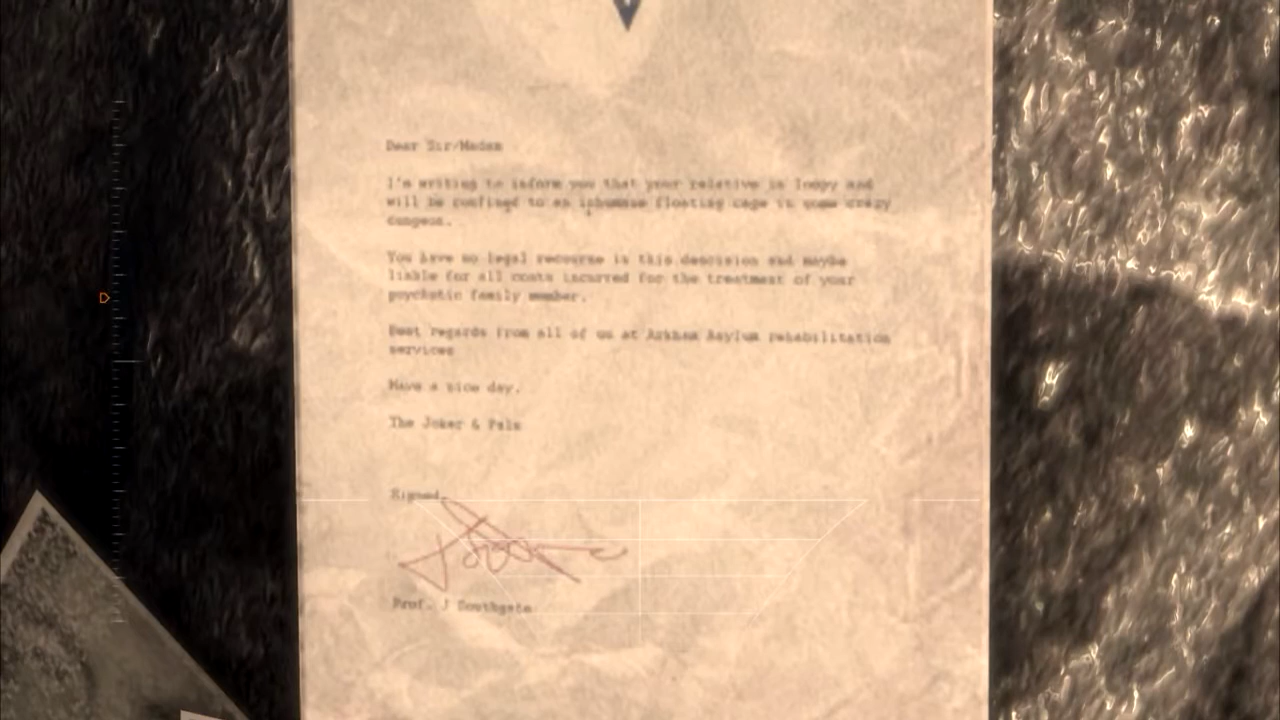 Dear Sir/Madam
I'm writing to inform you that your relative is loopy and
will be confined to an inhumane floating cage in some crazy
dungeon.
You have no legal recourse in this descision and maybe
liable for all costs incurred for the treatment of your
psychotic family member.
Best regards from all of us at Arkham Asylum rehabilitation
services
Have a nice day.
The Joker & Pals
Signed,
Prof. J Southgate